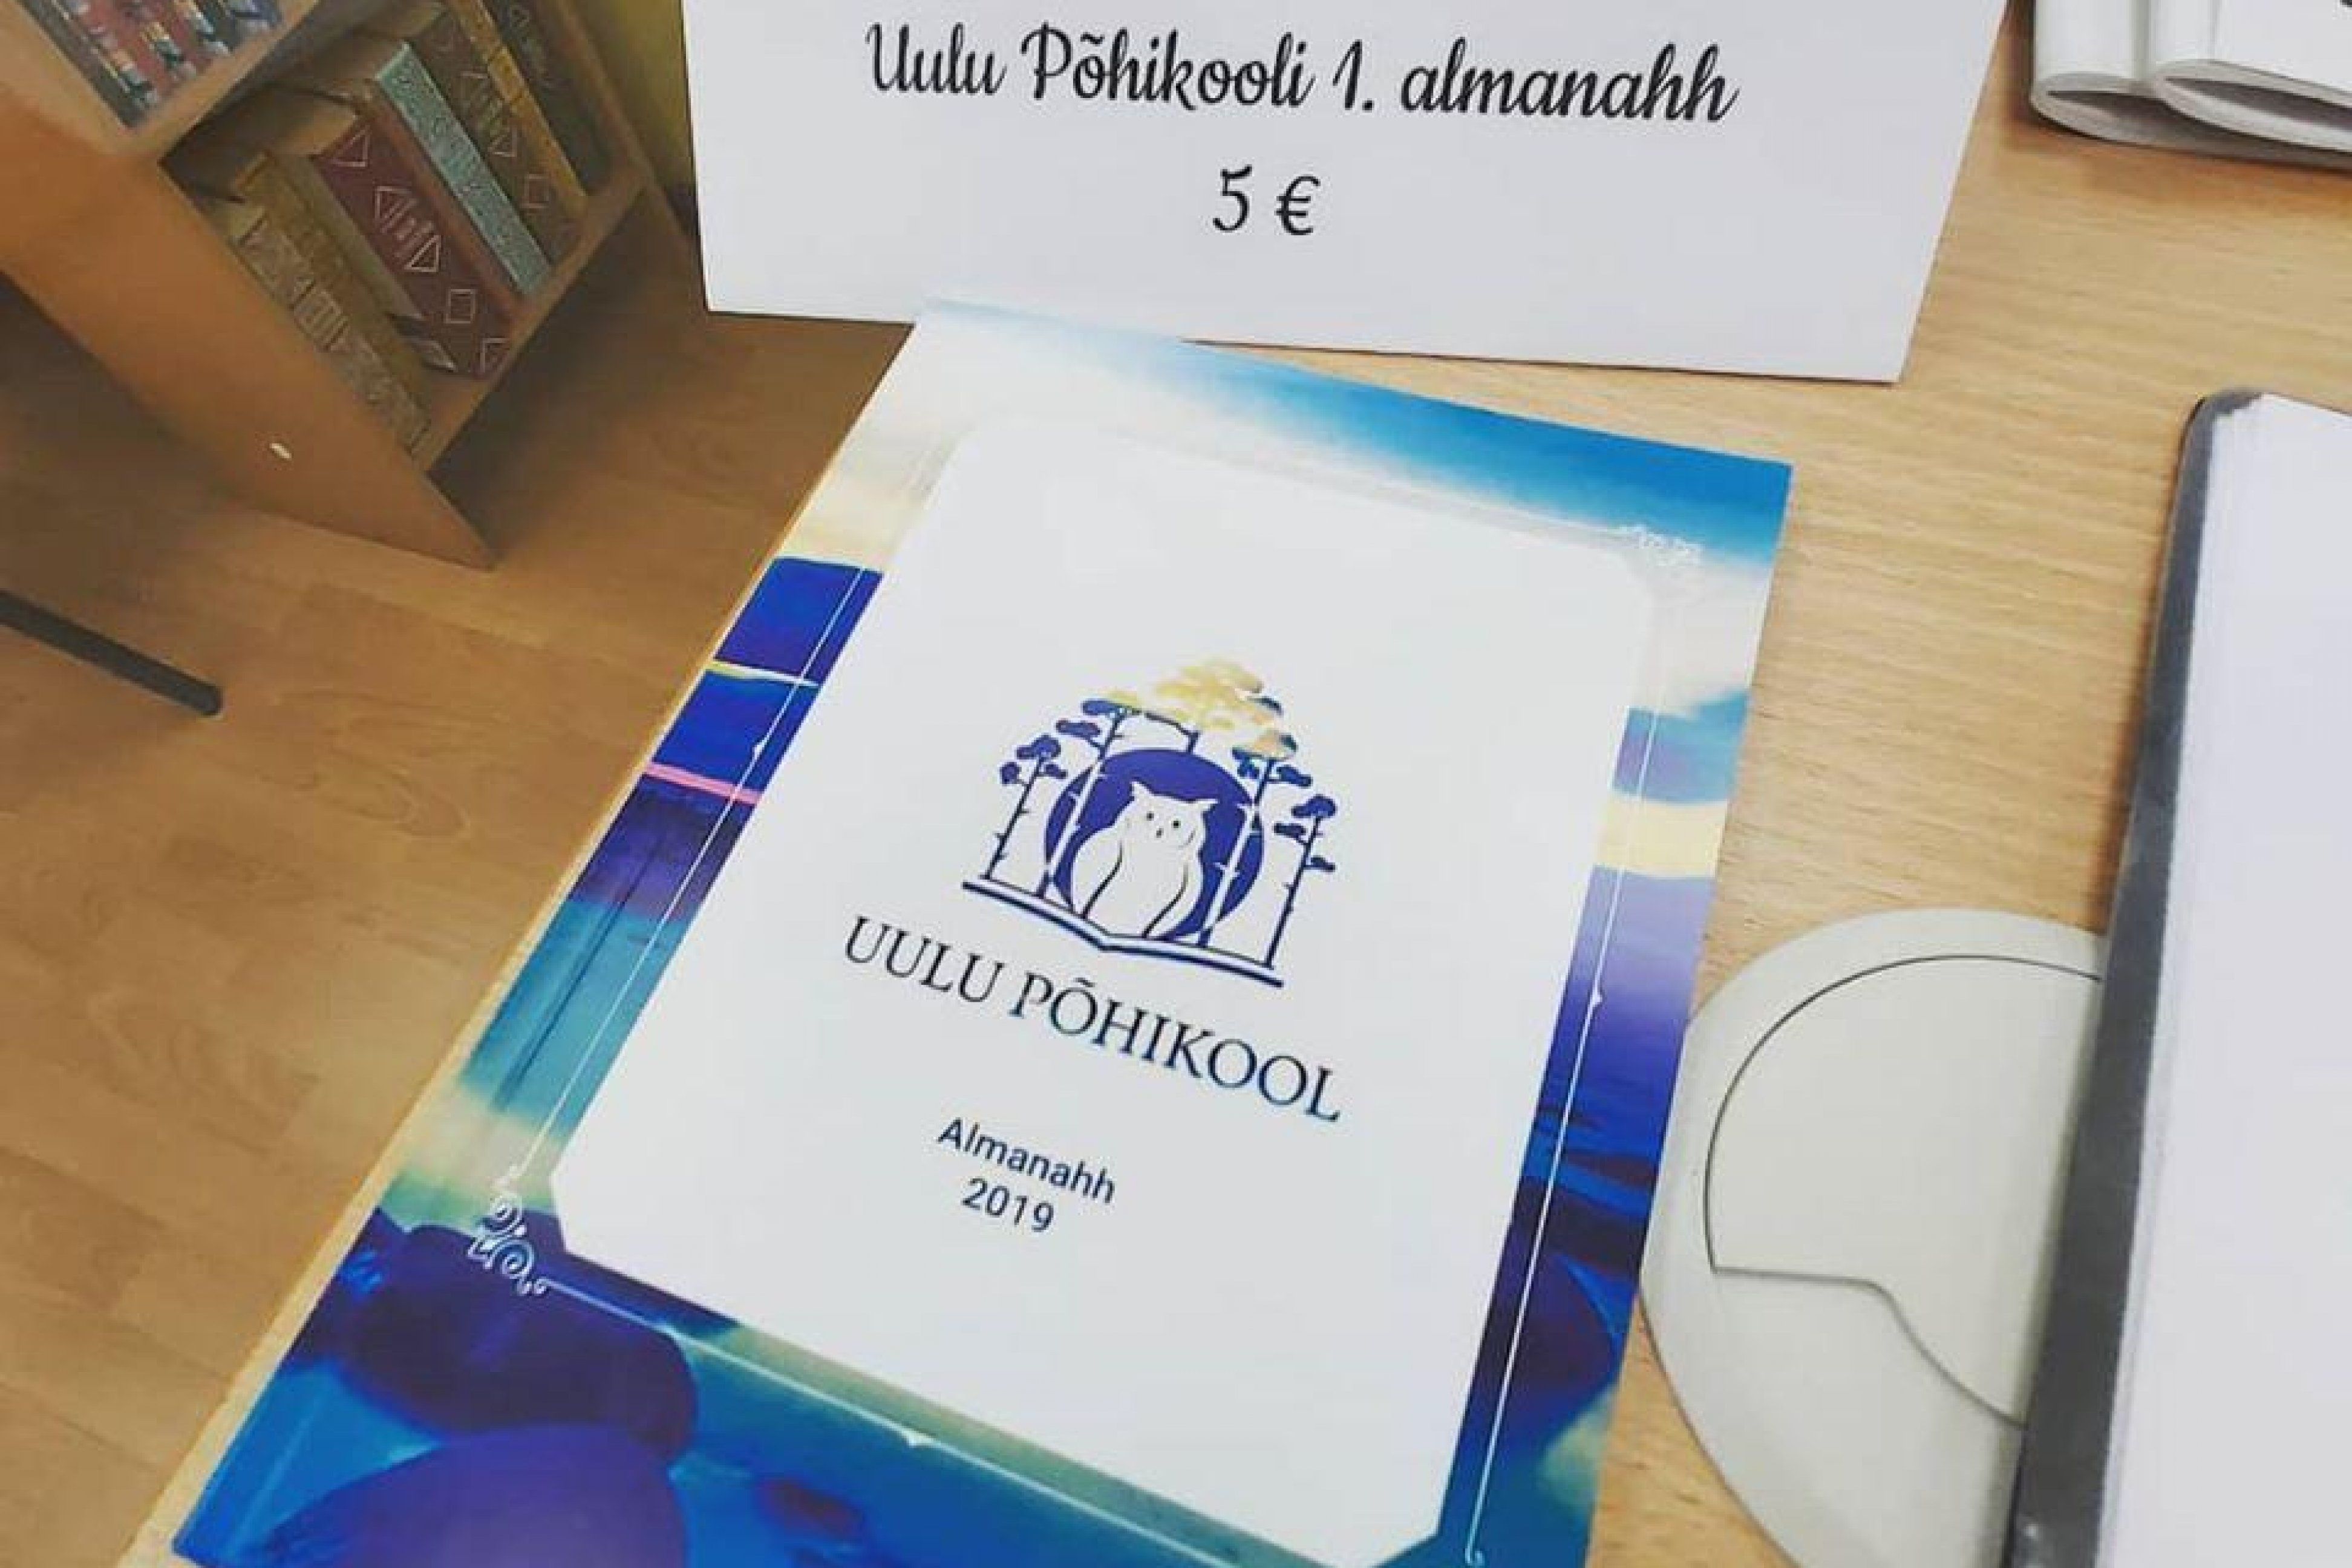 Uulu Põhikooli 1. almanahh
5 €
UULU PÕHIKOOL
Almanahh
2019